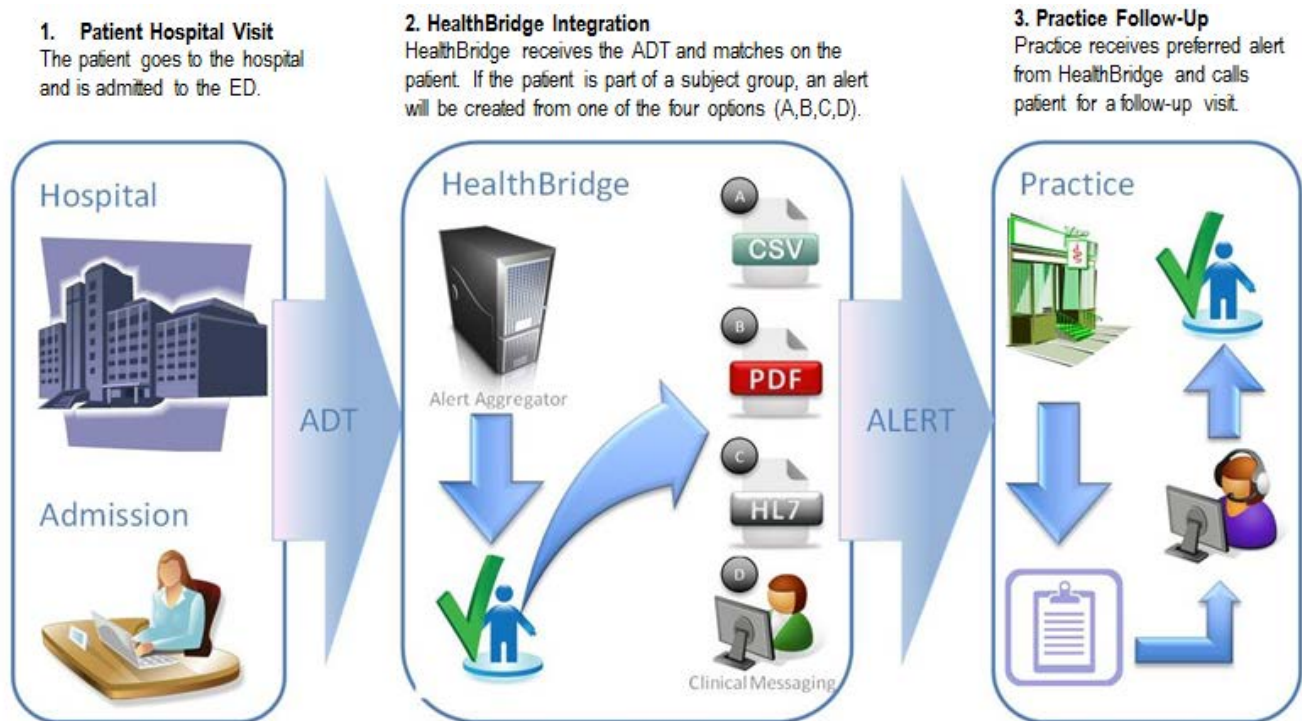 1. Patient Hospital Visit
The patient goes to the hospital
and is admitted to the ED.
2. HealthBridge Integration
HealthBridge receives the ADT and matches on the
patient. If the patient is part of a subject group, an alert
will be created from one of the four options (A,B,C,D).
3. Practice Follow-Up
Practice receives preferred alert
from HealthBridge and calls
patient for a follow-up visit.
Hospital
Admission
ADT
HealthBridge
Alert Aggregator
A
CSV
B
PDF
C
HL7
D
Clinical Messaging
ALERT
Practice